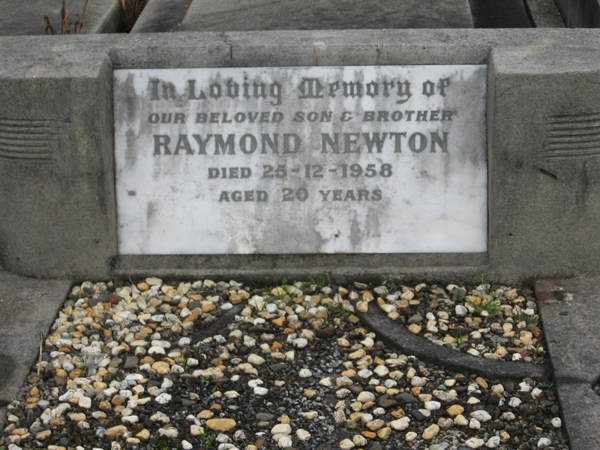 In Loving Memory of
OUR BELOVED SON & BROTHER
RAYMOND NEWTON
DIED 25-12-1958
AGED 20 YEARS